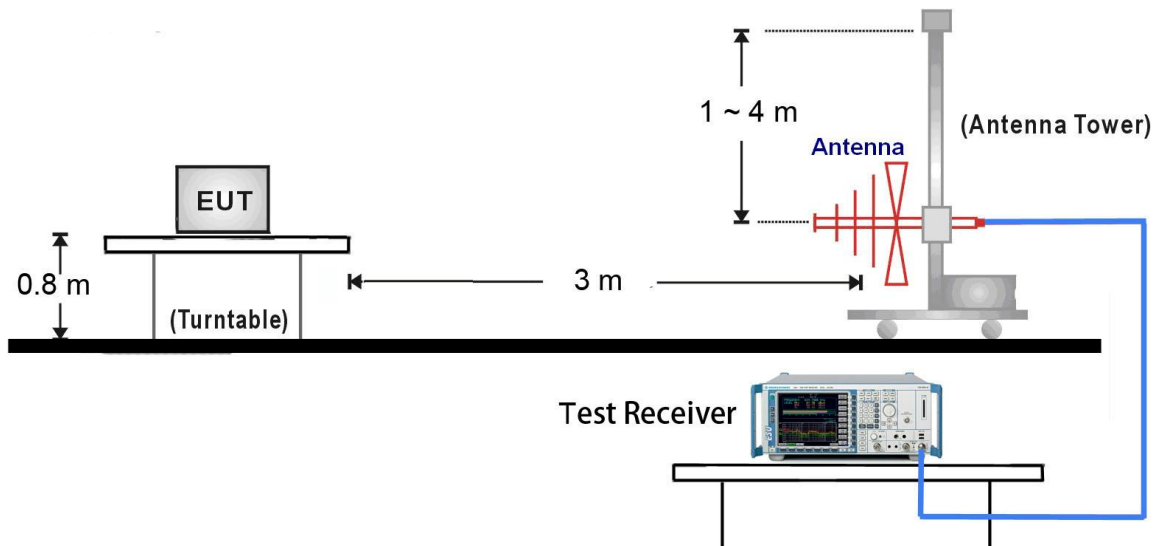 1 ~ 4 m
(Antenna Tower)
Antenna
EUT
0.8 m
3 m
(Turntable)
Test Receiver